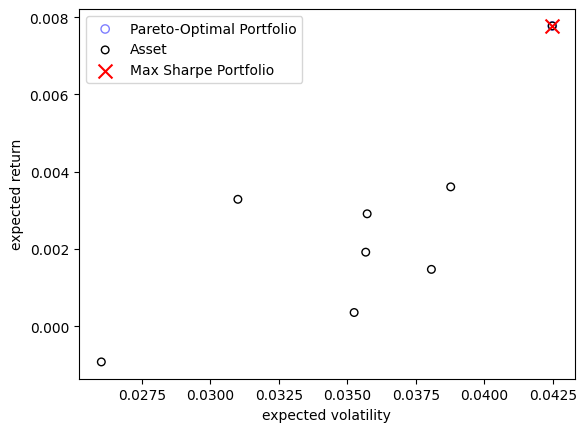 0.008
0.006
0.004
0.002
0.000
expected return
Pareto-Optimal Portfolio
Asset
Max Sharpe Portfolio
0.0275 0.0300 0.0325 0.0350 0.0375 0.0400 0.0425
expected volatility